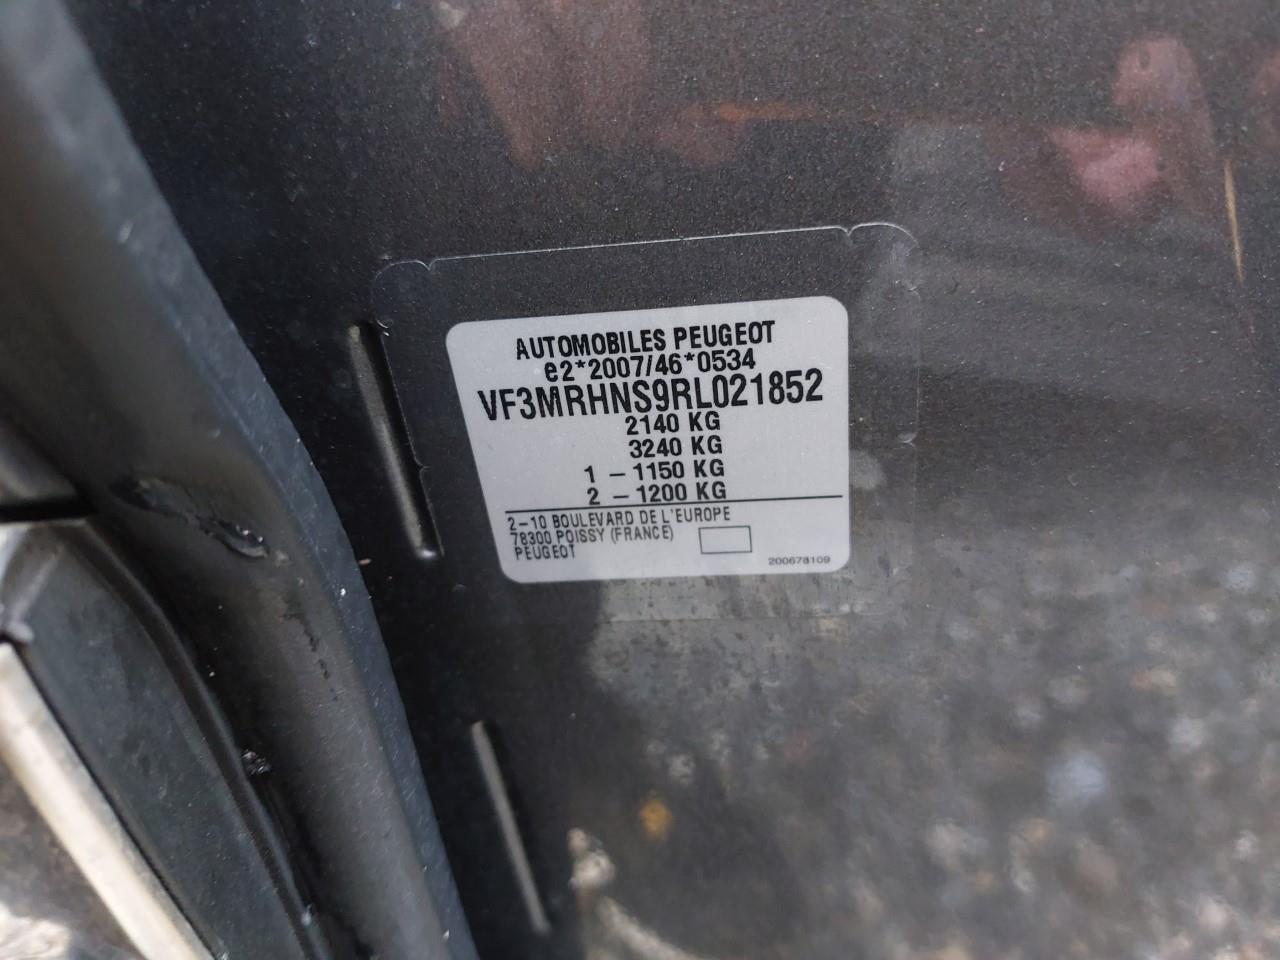 AUTOMOBILES PEUGEOT
e2*2007/46*0534
VF3MRHNS9RL021852
2140 KG
3240 KG
1 – 1150 KG
2 – 1200 KG
2–10 BOULEVARD DE L'EUROPE
78300 POISSY (FRANCE)
PEUGEOT
200678109